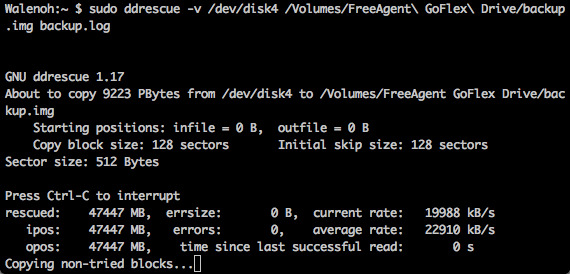 Walenoh:~ $ sudo ddrescue -v /dev/disk4 /Volumes/FreeAgent\ GoFlex\ Drive/backup
.img backup.log
GNU ddrescue 1.17
About to copy 9223 PBytes from /dev/disk4 to /Volumes/FreeAgent GoFlex Drive/bac
kup.img
    Starting positions: infile = 0 B,  outfile = 0 B
    Copy block size: 128 sectors       Initial skip size: 128 sectors
Sector size: 512 Bytes
Press Ctrl-C to interrupt
rescued:    47447 MB,  errsize:       0 B,  current rate:   19988 kB/s
   ipos:    47447 MB,   errors:       0,    average rate:   22910 kB/s
   opos:    47447 MB,     time since last successful read:       0 s
Copying non-tried blocks...